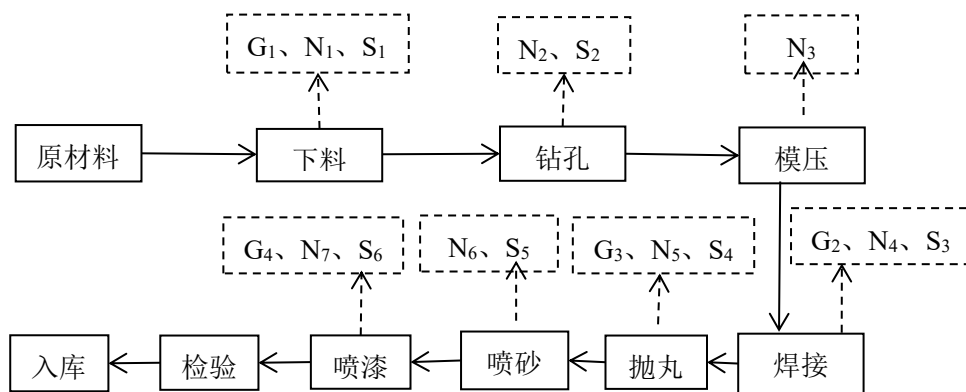 G₁、N₁、S₁
N₂、S₂
N₃
原材料
下料
钻孔
模压
G₄、N₇、S₆
N₆、S₅
G₃、N₅、S₄
G₂、N₄、S₃
入库
检验
喷漆
喷砂
抛丸
焊接